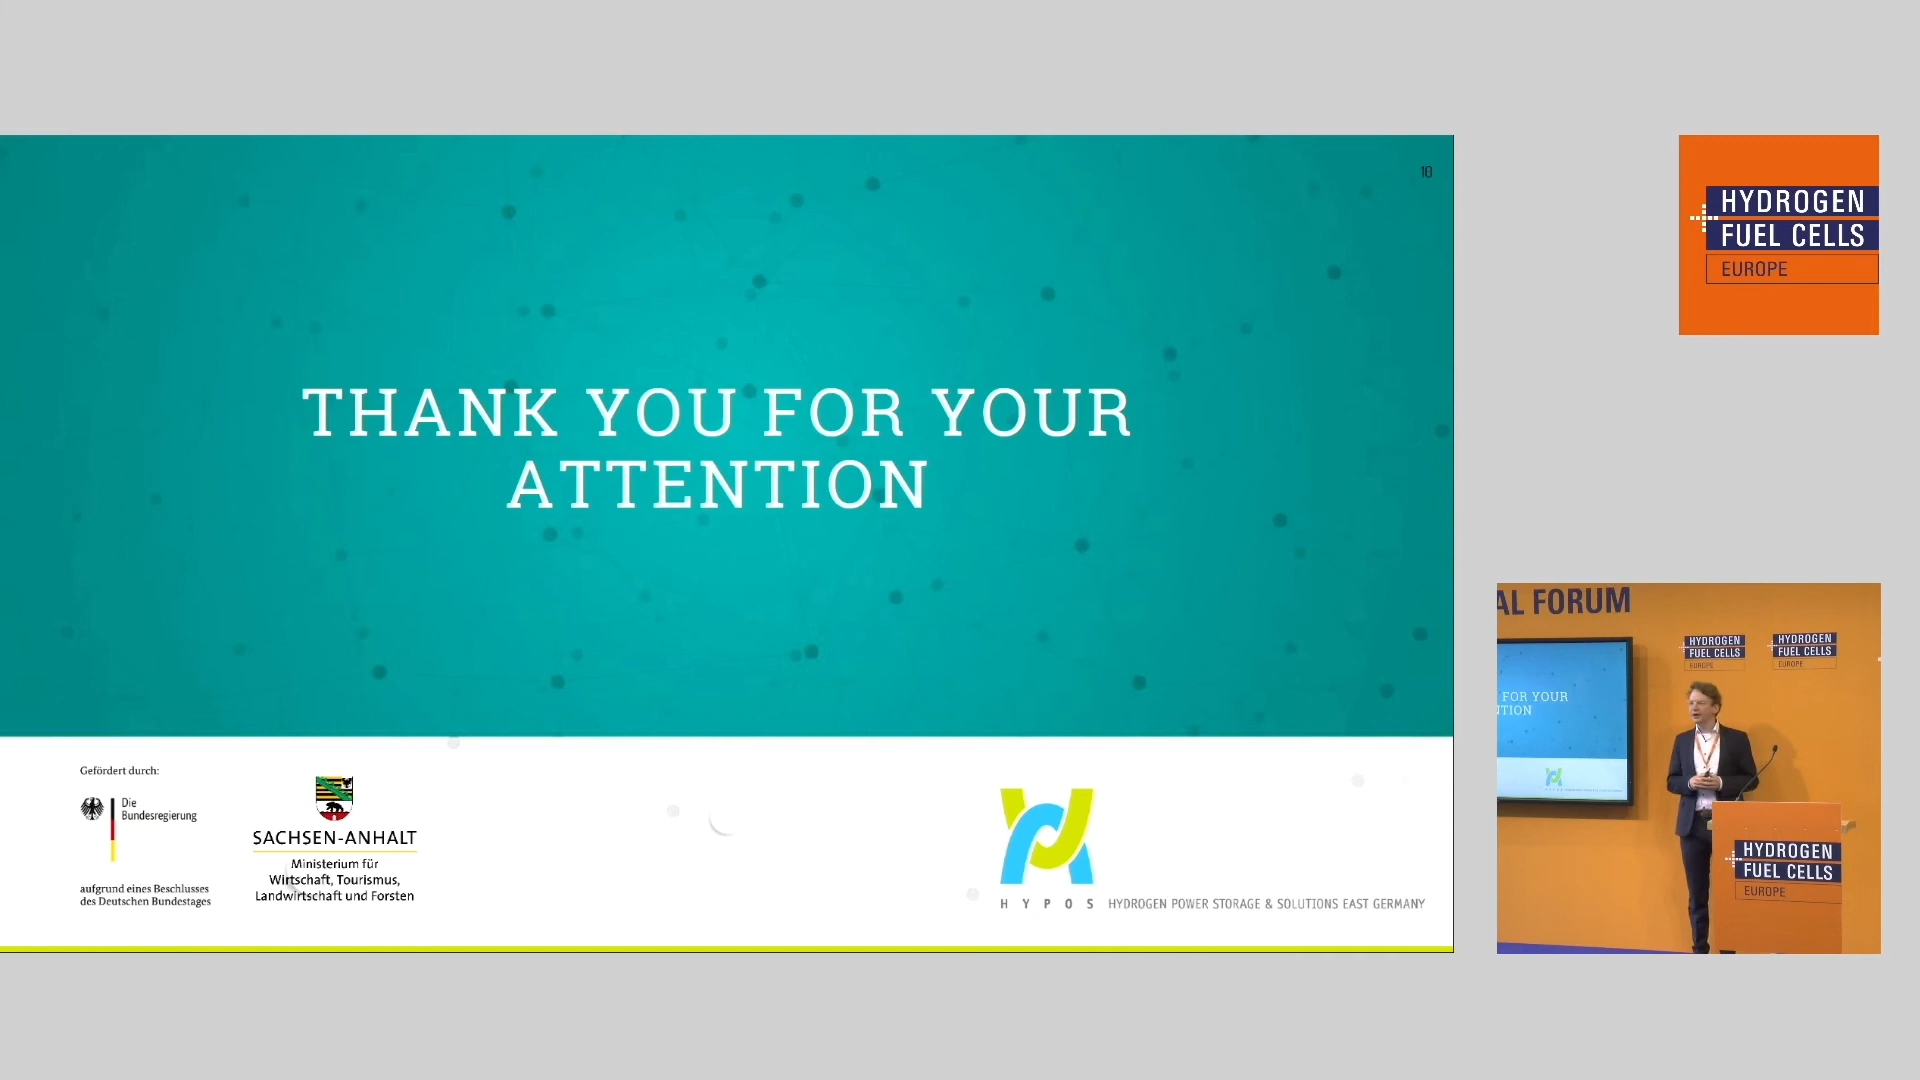 10
THANK YOU FOR YOUR
ATTENTION
Gefördert durch:
Die
Bundesregierung
aufgrund eines Beschlusses
des Deutschen Bundestages
SACHSEN-ANHALT
Ministerium für
Wirtschaft, Tourismus,
Landwirtschaft und Forsten
HYPOS HYDROGEN POWER STORAGE & SOLUTIONS EAST GERMANY
HYDROGEN
FUEL CELLS
EUROPE
AL FORUM
FOR YOUR
NTION
HYDROGEN
FUEL CELLS
EUROPE
HYDROGEN
FUEL CELLS
EUROPE
HYDROGEN
FUEL CELLS
EUROPE